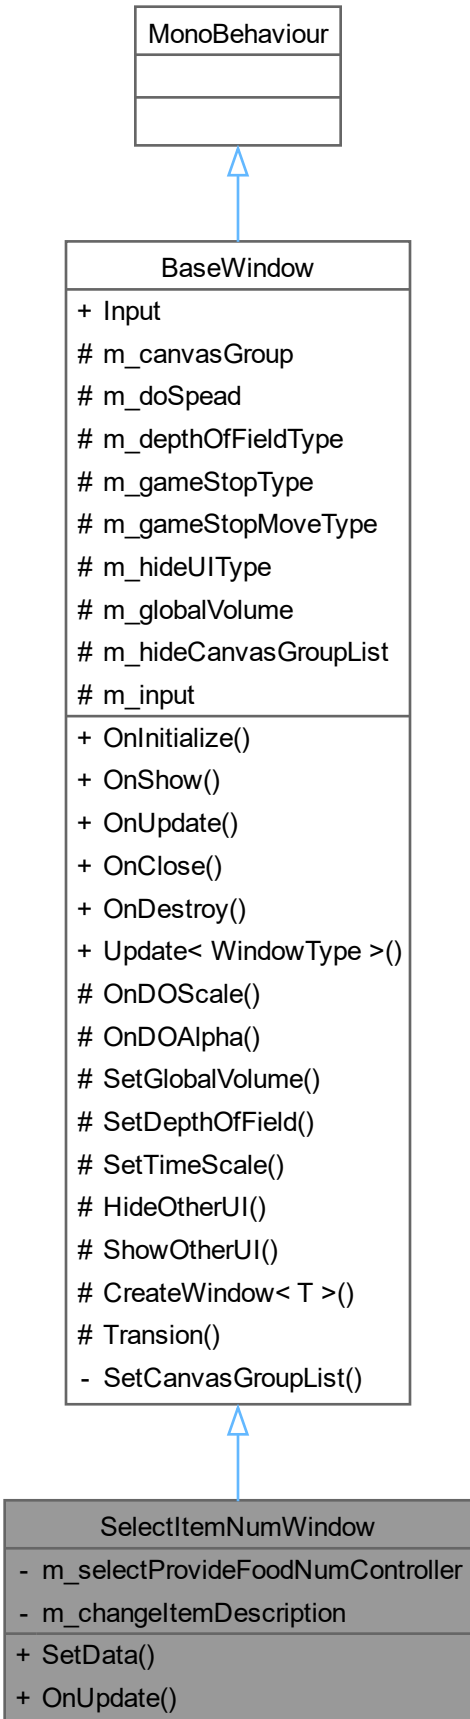 MonoBehaviour
BaseWindow
+ Input
# m_canvasGroup
# m_doSpead
# m_depthOfFieldType
# m_gameStopType
# m_gameStopMoveType
# m_hideUIType
# m_globalVolume
# m_hideCanvasGroupList
# m_input
+ OnInitialize()
+ OnShow()
+ OnUpdate()
+ OnClose()
+ OnDestroy()
+ Update< WindowType >()
# OnDOScale()
# OnDOAlpha()
# SetGlobalVolume()
# SetDepthOfField()
# SetTimeScale()
# HideOtherUI()
# ShowOtherUI()
# CreateWindow< T >()
# Transion()
- SetCanvasGroupList()
SelectItemNumWindow
- m_selectProvideFoodNumController
- m_changeItemDescription
+ SetData()
+ OnUpdate()